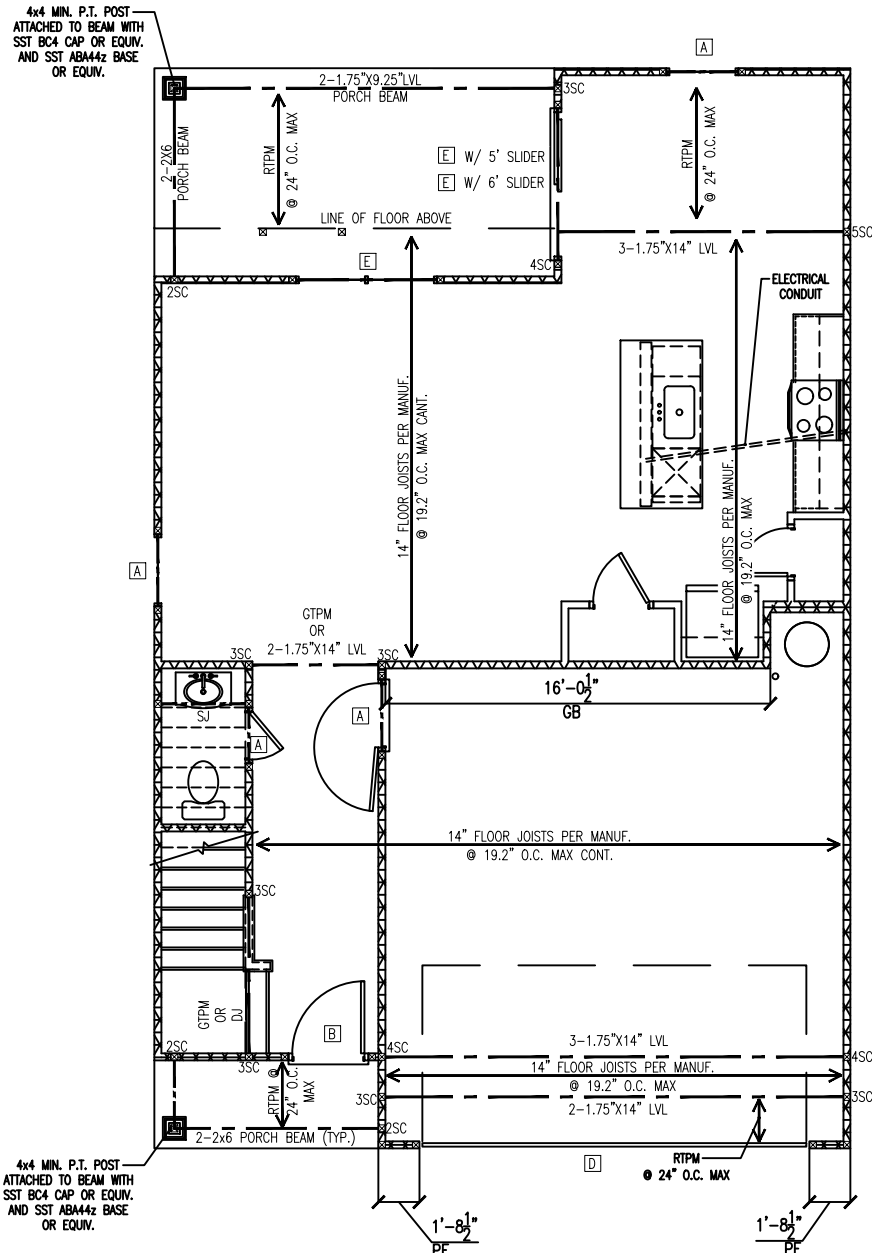 4x4 MIN. P.T. POST
ATTACHED TO BEAM WITH
SST BC4 CAP OR EQUIV.
AND SST ABA44z BASE
OR EQUIV.
A
2-1.75"X9.25"LVL
PORCH BEAM
3SC
2-2X6
PORCH BEAM
RTPM
@ 24" O.C. MAX
E W/ 5' SLIDER
E W/ 6' SLIDER
RTPM
@ 24" O.C. MAX
LINE OF FLOOR ABOVE
5SC
3-1.75"X14" LVL
4SC
E
2SC
ELECTRICAL
CONDUIT
14" FLOOR JOISTS PER MANUF.
@ 19.2" O.C. MAX CANT.
14" FLOOR JOISTS PER MANUF.
@ 19.2" O.C. MAX
A
GTPM
OR
2-1.75"X14" LVL
3SC
3SC
16'-0 1/2"
GB
SJ
A
A
14" FLOOR JOISTS PER MANUF.
@ 19.2" O.C. MAX CONT.
3SC
GTPM
OR
DJ
B
2SC
3SC
4SC
3-1.75"X14" LVL
4SC
14" FLOOR JOISTS PER MANUF.
@ 19.2" O.C. MAX
RTPM @
24" O.C.
MAX
3SC
2-1.75"X14" LVL
3SC
2SC
2-2x6 PORCH BEAM (TYP.)
D
RTPM
@ 24" O.C. MAX
4x4 MIN. P.T. POST
ATTACHED TO BEAM WITH
SST BC4 CAP OR EQUIV.
AND SST ABA44z BASE
OR EQUIV.
1'-8 1/2"
PF
1'-8 1/2"
PF